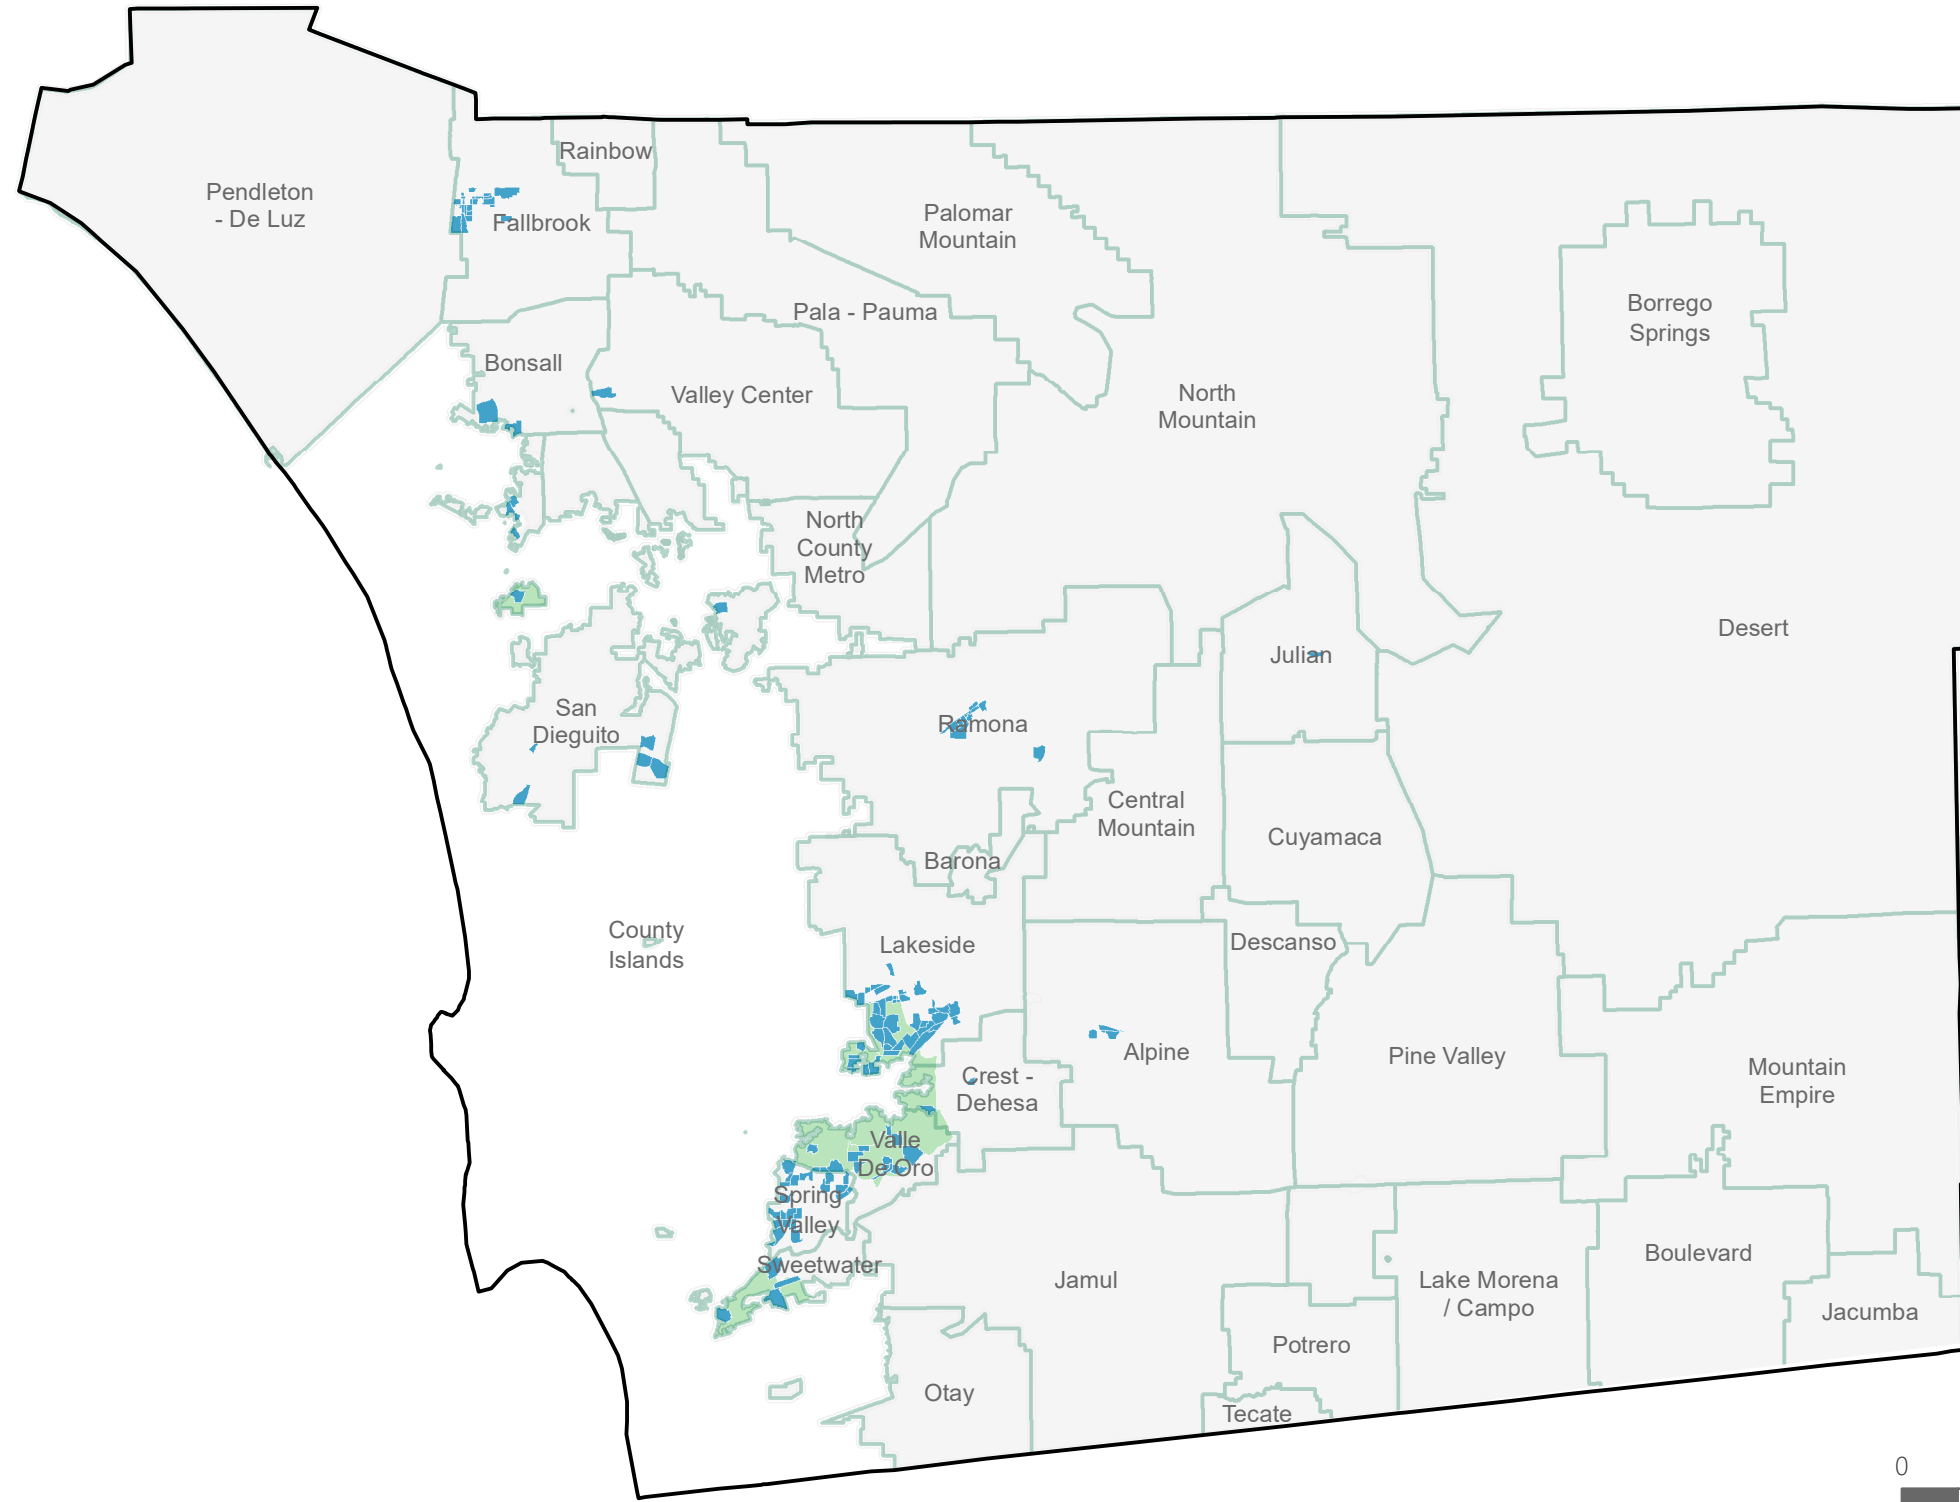 Rainbow
Pendleton
- De Luz
Fallbrook
Palomar
Mountain
Pala - Pauma
Borrego
Springs
Bonsall
Valley Center
North
Mountain
North
County
Metro
Desert
Julian
San
Dieguito
Ramona
Central
Mountain
Cuyamaca
Barona
County
Islands
Lakeside
Descanso
Alpine
Pine Valley
Crest -
Dehesa
Mountain
Empire
Valle
De Oro
Spring
Valley
Sweetwater
Jamul
Lake Morena
/ Campo
Boulevard
Jacumba
Potrero
Otay
Tecate
0